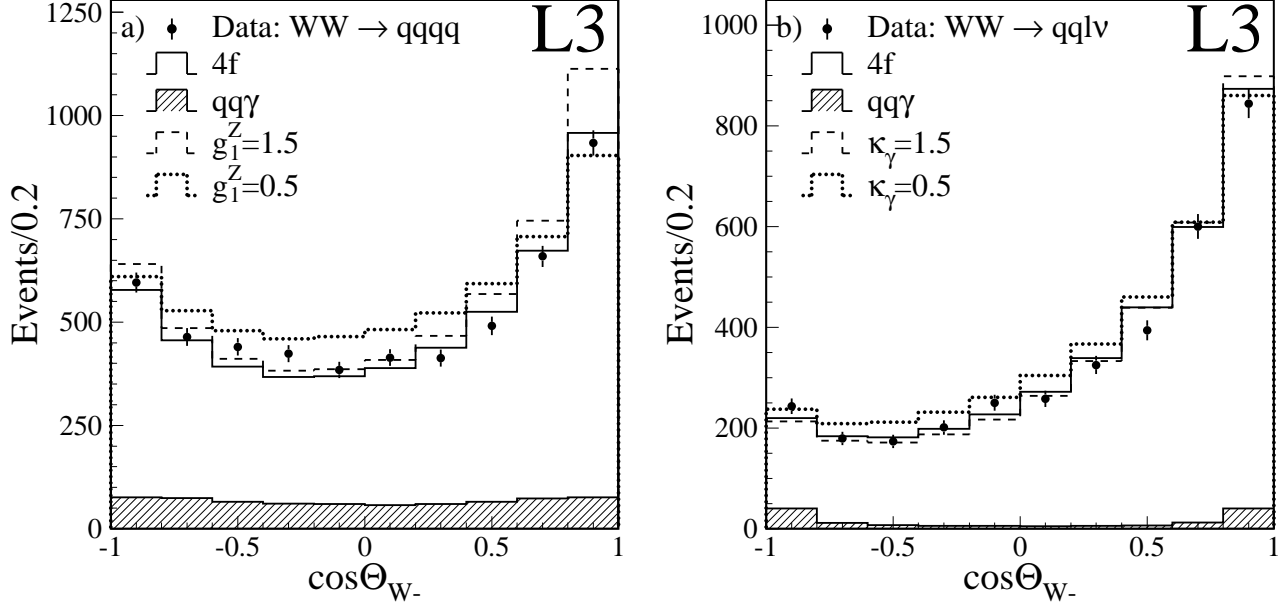 a) Data: WW → qqqq
L3
4f
qqγ
g₁ᶻ=1.5
g₁ᶻ=0.5
Events/0.2
1250
1000
750
500
250
0
-1 -0.5 0 0.5 1
cosΘW-
b) Data: WW → qqlν
L3
4f
qqγ
κγ=1.5
κγ=0.5
Events/0.2
1000
800
600
400
200
0
-1 -0.5 0 0.5 1
cosΘW-